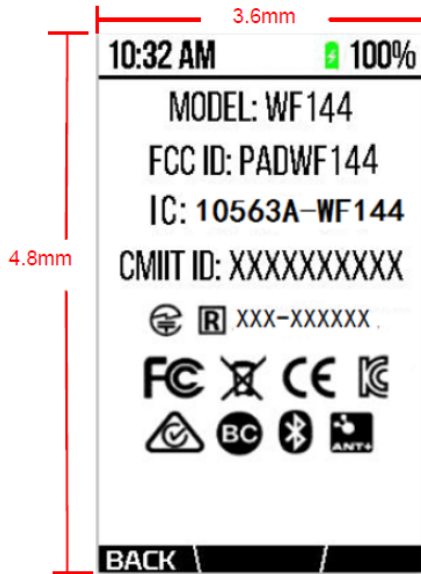 3.6mm
10:32 AM 100%
MODEL: WF144
FCC ID: PADWF144
IC: 10563A-WF144
4.8mm
CMIIT ID: XXXXXXXXXX
R XXX-XXXXXX
FC CE KC
BC ANT+
BACK